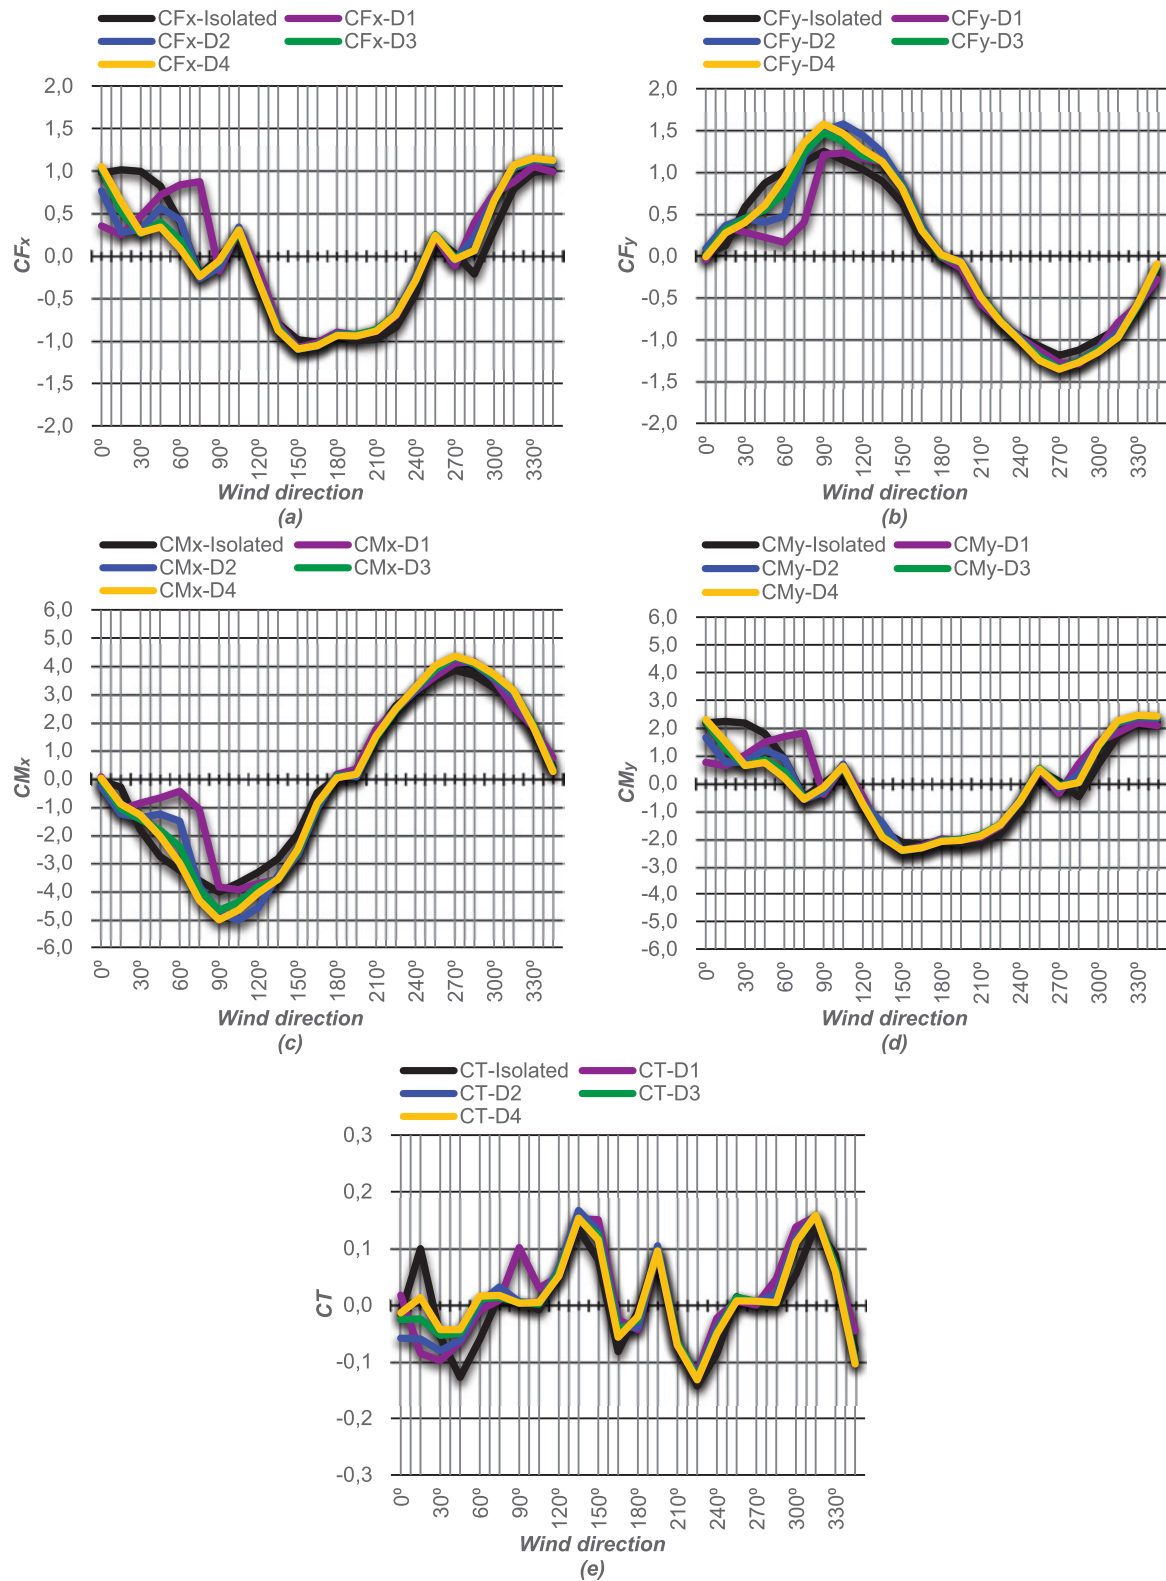 CFx-Isolated CFx-D1
CFx-D2 CFx-D3
CFx-D4
2,0
1,5
1,0
0,5
0,0
-0,5
-1,0
-1,5
-2,0
CFx
0º 30º 60º 90º 120º 150º 180º 210º 240º 270º 300º 330º
Wind direction
(a)
CFy-Isolated CFy-D1
CFy-D2 CFy-D3
CFy-D4
2,0
1,5
1,0
0,5
0,0
-0,5
-1,0
-1,5
-2,0
CFy
0º 30º 60º 90º 120º 150º 180º 210º 240º 270º 300º 330º
Wind direction
(b)
CMx-Isolated CMx-D1
CMx-D2 CMx-D3
CMx-D4
6,0
5,0
4,0
3,0
2,0
1,0
0,0
-1,0
-2,0
-3,0
-4,0
-5,0
-6,0
CMx
0º 30º 60º 90º 120º 150º 180º 210º 240º 270º 300º 330º
Wind direction
(c)
CMy-Isolated CMy-D1
CMy-D2 CMy-D3
CMy-D4
6,0
5,0
4,0
3,0
2,0
1,0
0,0
-1,0
-2,0
-3,0
-4,0
-5,0
-6,0
CMy
0º 30º 60º 90º 120º 150º 180º 210º 240º 270º 300º 330º
Wind direction
(d)
CT-Isolated CT-D1
CT-D2 CT-D3
CT-D4
0,3
0,2
0,1
0,0
-0,1
-0,2
-0,3
CT
0º 30º 60º 90º 120º 150º 180º 210º 240º 270º 300º 330º
Wind direction
(e)